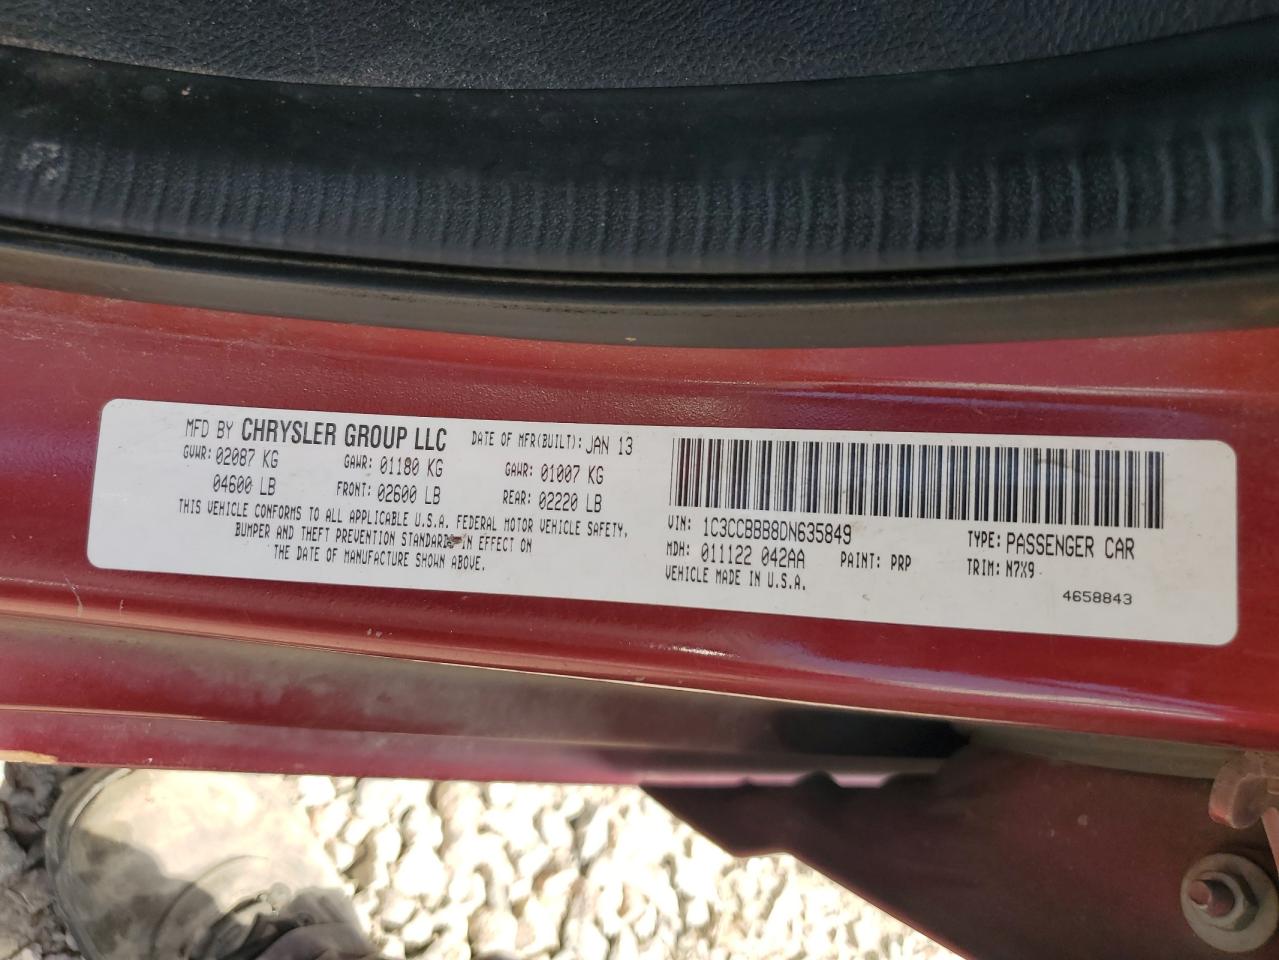 MFD BY CHRYSLER GROUP LLC DATE OF MFR(BUILT): JAN 13
GVWR: 02087 KG GAWR: 01180 KG GAWR: 01007 KG
04600 LB FRONT: 02600 LB REAR: 02220 LB
THIS VEHICLE CONFORMS TO ALL APPLICABLE U.S.A. FEDERAL MOTOR VEHICLE SAFETY,
BUMPER AND THEFT PREVENTION STANDARDS IN EFFECT ON
THE DATE OF MANUFACTURE SHOWN ABOVE.
VIN: 1C3CCBBB8DN635849 TYPE: PASSENGER CAR
MDH: 011122 042AA PAINT: PRP TRIM: N7X9
VEHICLE MADE IN U.S.A.
4658843